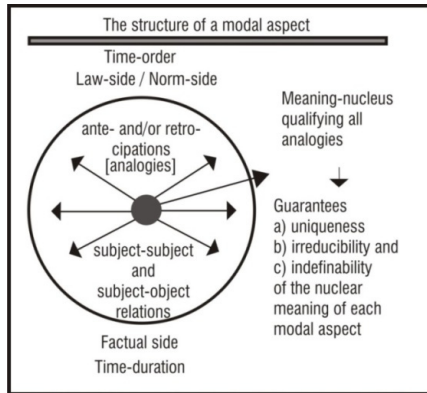 The structure of a modal aspect
Time-order
Law-side / Norm-side
ante- and/or retro-
cipations
[analogies]
subject-subject
and
subject-object
relations
Factual side
Time-duration
Meaning-nucleus
qualifying all
analogies
Guarantees
a) uniqueness
b) irreducibility and
c) indefinability
of the nuclear
meaning of each
modal aspect